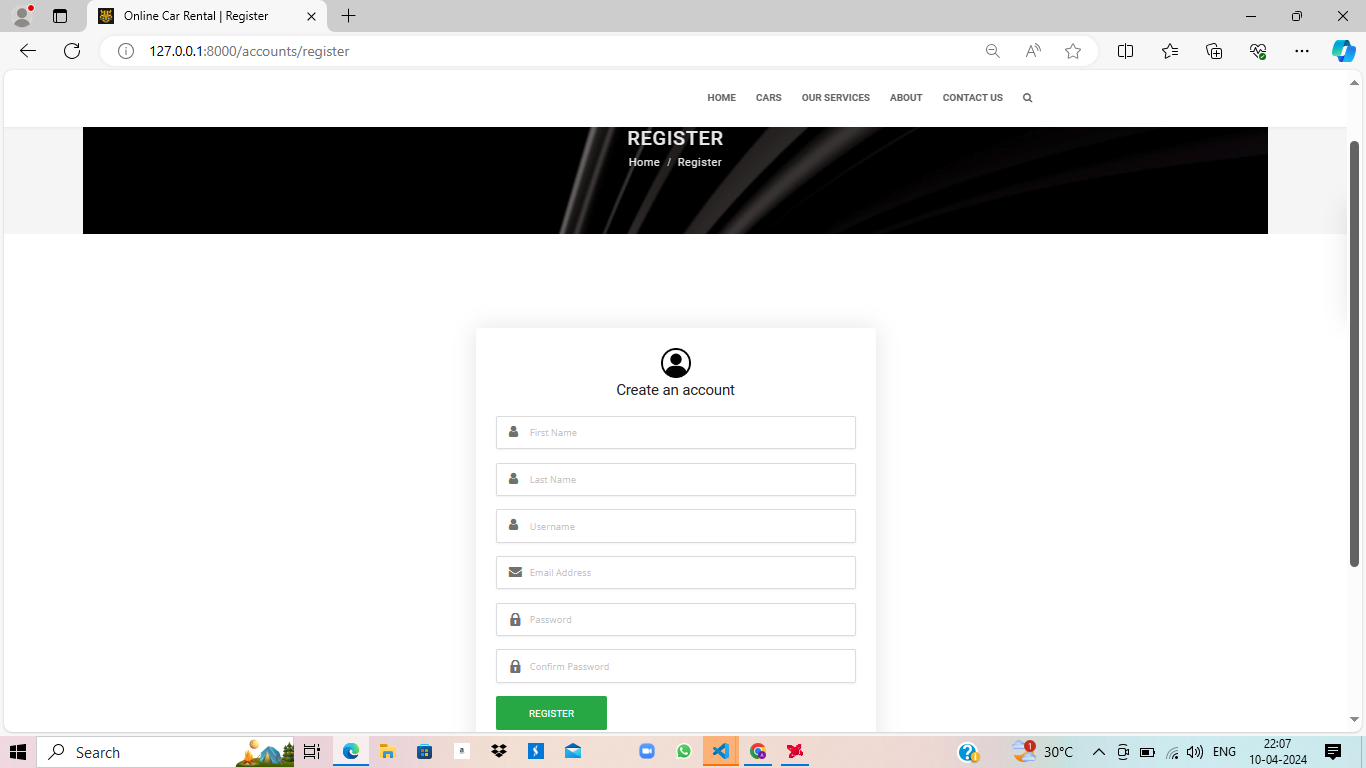 Online Car Rental | Register
127.0.0.1:8000/accounts/register
HOME CARS OUR SERVICES ABOUT CONTACT US
REGISTER
Home / Register
Create an account
First Name
Last Name
Username
Email Address
Password
Confirm Password
REGISTER
Search
a
1
30°C
ENG
22:07
10-04-2024